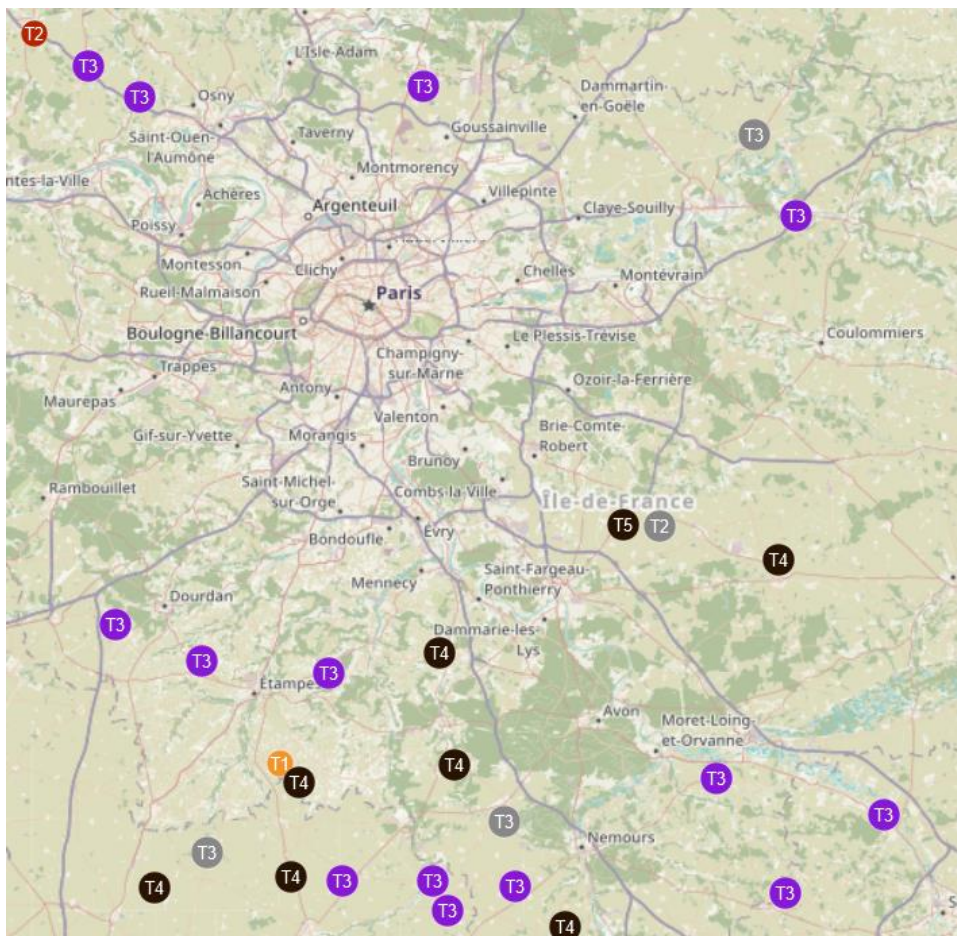 T2
T3
L'Isle-Adam
T3
T3
Osny
Dammartin-
en-Goële
Saint-Ouen-
l'Aumône
Taverny
Goussainville
T3
Montmorency
ntes-la-Ville
Achères
Argenteuil
Villepinte
Claye-Souilly
T3
Poissy
Montesson
Clichy
Chelles
Montévrain
Rueil-Malmaison
Paris
Boulogne-Billancourt
Le Plessis-Trévise
Coulommiers
Champigny-
sur-Marne
Trappes
Maurepas
Antony
Ozoir-la-Ferrière
Valenton
Gif-sur-Yvette
Morangis
Brie-Comte-
Robert
Brunoy
Rambouillet
Saint-Michel-
sur-Orge
Combs-la-Ville
Île-de-France
Évry
T5
T2
Bondoufle
T4
Mennecy
Saint-Fargeau-
Ponthierry
Dourdan
T3
Dammarie-les-
Lys
T4
T3
T3
Étampes
Avon
Moret-Loing-
et-Orvanne
T1
T4
T4
T3
T3
T3
Nemours
T3
T4
T4
T3
T3
T3
T3
T3
T4